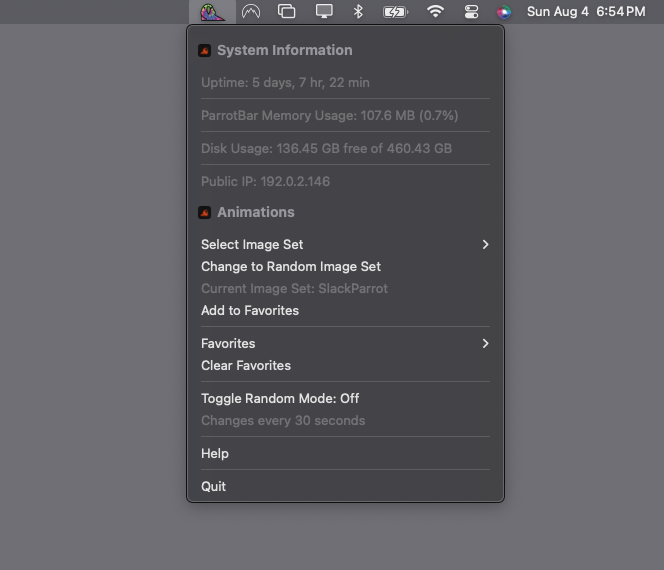 Sun Aug 4 6:54 PM
System Information
Uptime: 5 days, 7 hr, 22 min
ParrotBar Memory Usage: 107.6 MB (0.7%)
Disk Usage: 136.45 GB free of 460.43 GB
Public IP: 192.0.2.146
Animations
Select Image Set
Change to Random Image Set
Current Image Set: SlackParrot
Add to Favorites
Favorites
Clear Favorites
Toggle Random Mode: Off
Changes every 30 seconds
Help
Quit